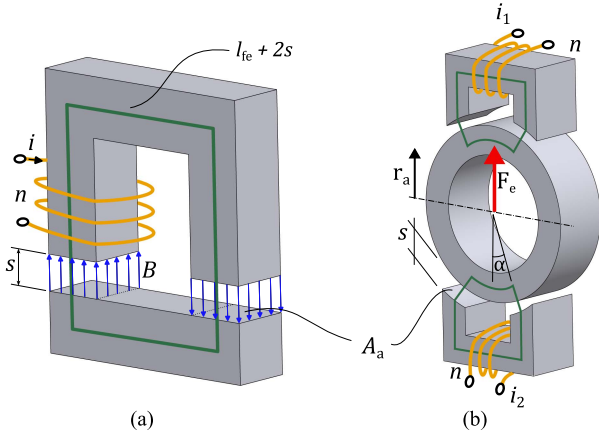 l_fe + 2s
i
n
s
B
A_a
(a)
i_1
n
r_a
F_e
s
α
n
i_2
(b)